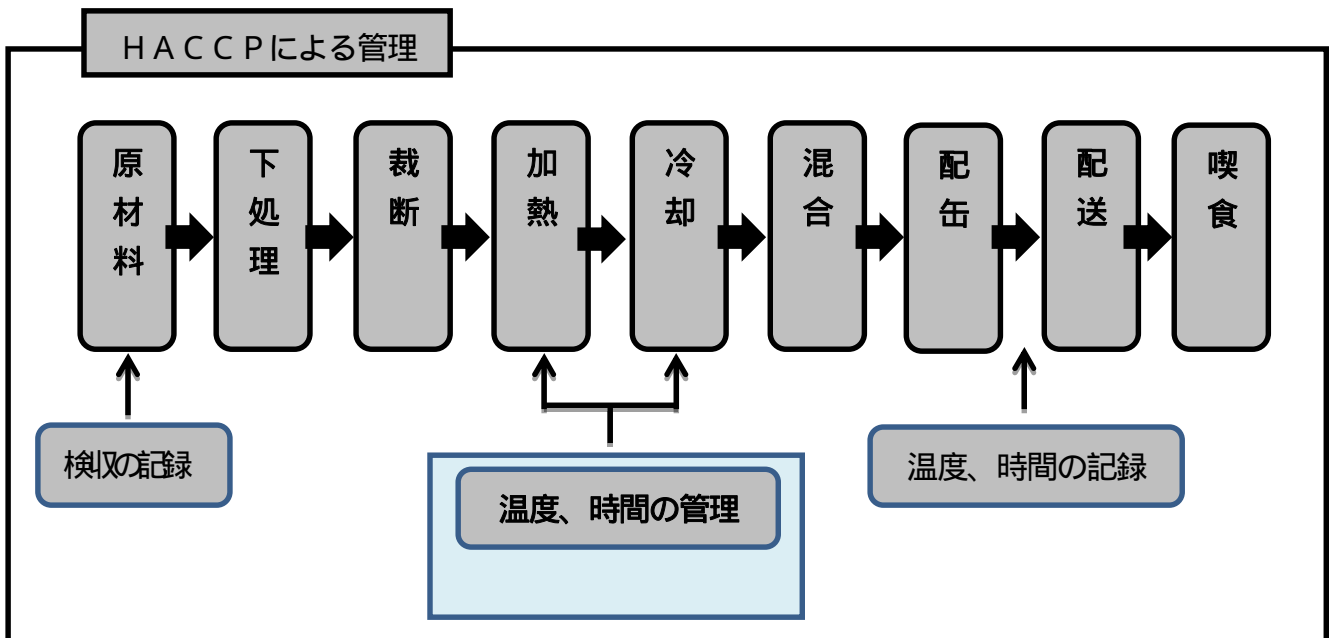 HACCPによる管理
原材料
下処理
裁断
加熱
冷却
混合
配缶
配送
喫食
検収の記録
温度、時間の管理
温度、時間の記録